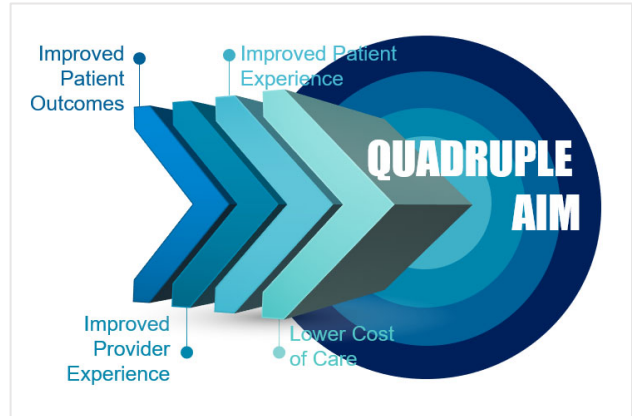 Improved
Patient
Outcomes
Improved Patient
Experience
QUADRUPLE
AIM
Improved
Provider
Experience
Lower Cost
of Care